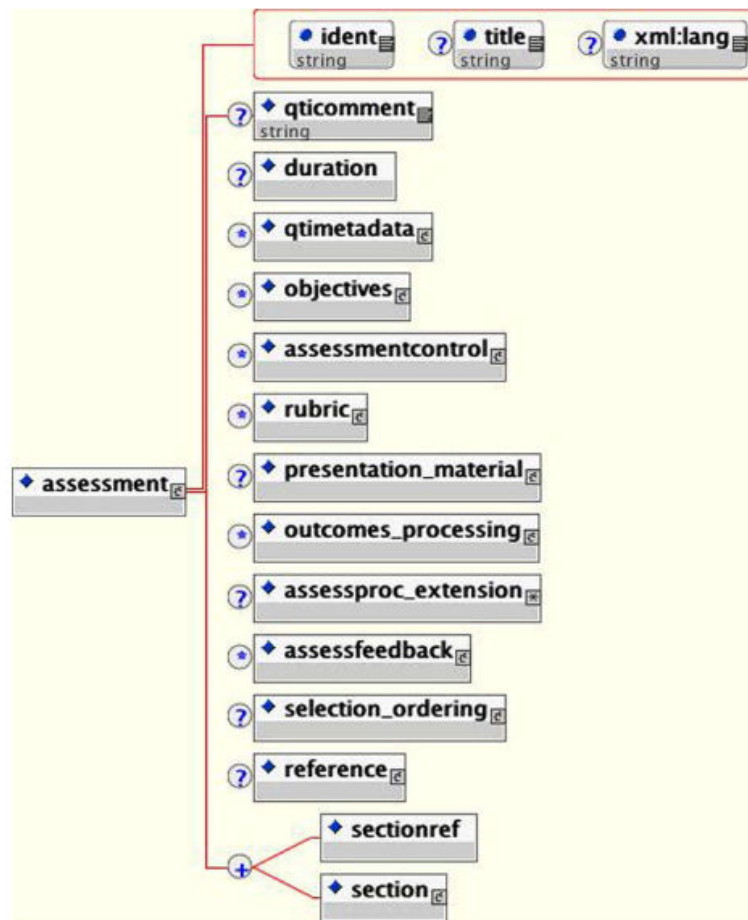 ident title xml:lang
string string string
? ?
qticomment
string
?
duration
?
qtimetadata
*
objectives
*
assessmentcontrol
*
rubric
*
assessment
presentation_material
?
outcomes_processing
*
assessproc_extension
?
assessfeedback
*
selection_ordering
?
reference
?
sectionref
+
section